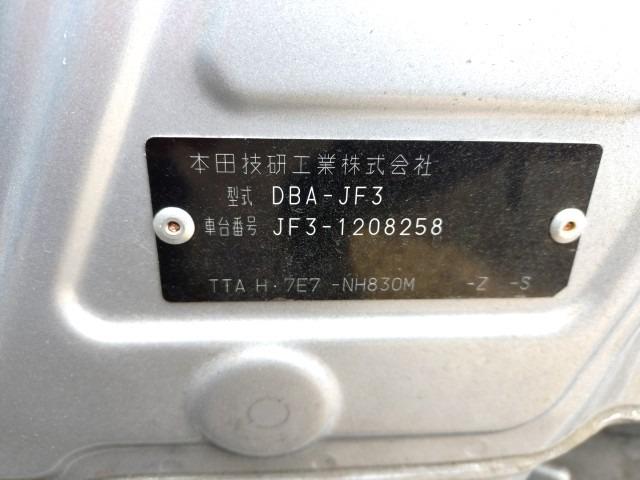 本田技研工業株式会社
型式 DBA-JF3
車台番号 JF3-1208258
TTA H·7E7 -NH830M -Z -S